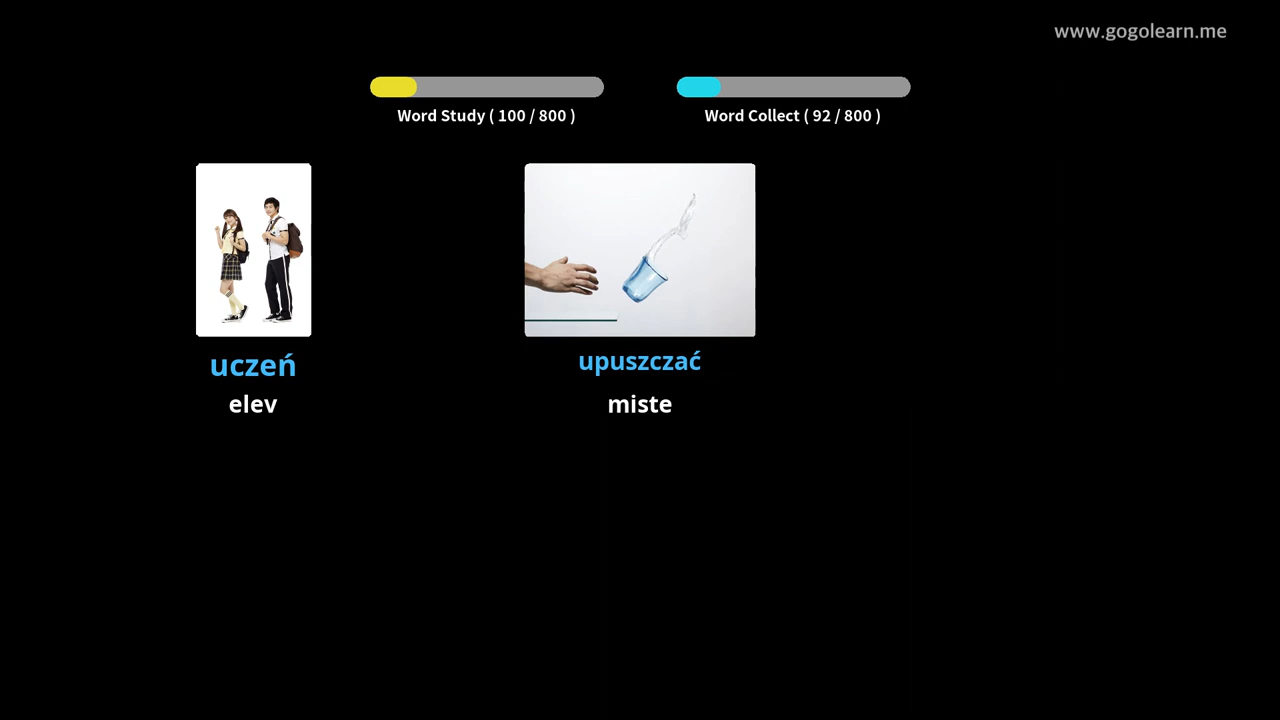 www.gogolearn.me
Word Study ( 100 / 800 )
Word Collect ( 92 / 800 )
uczeń
elev
upuszczać
miste